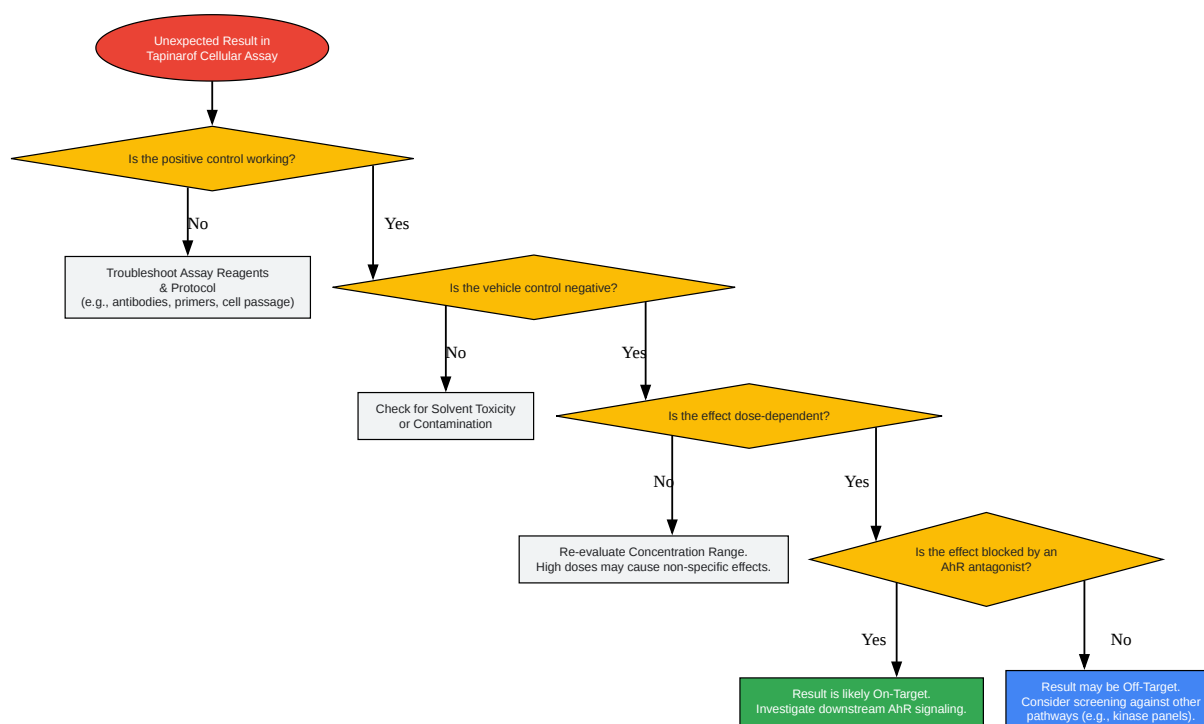 Unexpected Result in
Tapinarof Cellular Assay
Is the positive control working?
No
Yes
Troubleshoot Assay Reagents
& Protocol
(e.g., antibodies, primers, cell passage)
Is the vehicle control negative?
No
Yes
Check for Solvent Toxicity
or Contamination
Is the effect dose-dependent?
No
Yes
Re-evaluate Concentration Range.
High doses may cause non-specific effects.
Is the effect blocked by an
AhR antagonist?
Yes
No
Result is likely On-Target.
Investigate downstream AhR signaling.
Result may be Off-Target.
Consider screening against other
pathways (e.g., kinase panels).